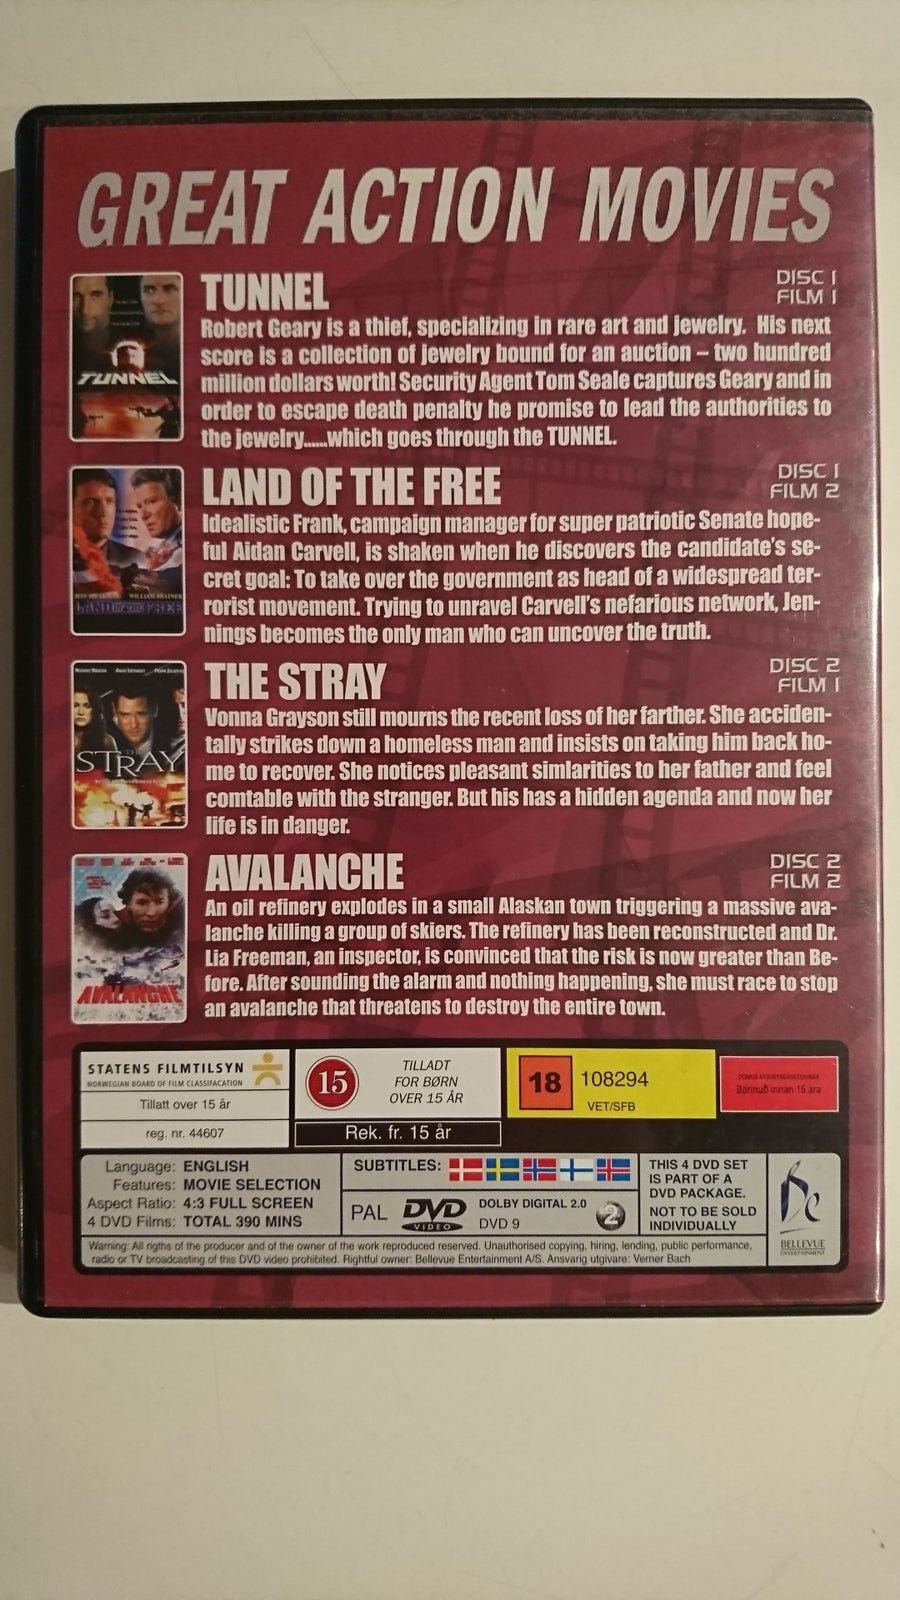 GREAT ACTION MOVIES
TUNNEL
DISC 1
FILM 1
Robert Geary is a thief, specializing in rare art and jewelry. His next
score is a collection of jewelry bound for an auction – two hundred
million dollars worth! Security Agent Tom Seale captures Geary and in
order to escape death penalty he promise to lead the authorities to
the jewelry.....which goes through the TUNNEL.
TUNNEL
LAND OF THE FREE
DISC 1
FILM 2
Idealistic Frank, campaign manager for super patriotic Senate hope-
ful Aidan Carvell, is shaken when he discovers the candidate's se-
cret goal: To take over the government as head of a widespread ter-
rorist movement. Trying to unravel Carvell's nefarious network, Jen-
nings becomes the only man who can uncover the truth.
JEFF SPEAKMAN WILLIAM SHATNER
LAND OF THE FREE
THE STRAY
DISC 2
FILM 1
Vonna Grayson still mourns the recent loss of her farther. She acciden-
tally strikes down a homeless man and insists on taking him back ho-
me to recover. She notices pleasant simlarities to her father and feel
comtable with the stranger. But his has a hidden agenda and now her
life is in danger.
THE
STRAY
AVALANCHE
DISC 2
FILM 2
An oil refinery explodes in a small Alaskan town triggering a massive ava-
lanche killing a group of skiers. The refinery has been reconstructed and Dr.
Lia Freeman, an inspector, is convinced that the risk is now greater than Be-
fore. After sounding the alarm and nothing happening, she must race to stop
an avalanche that threatens to destroy the entire town.
AVALANCHE
STATENS FILMTILSYN
NORWEGIAN BOARD OF FILM CLASSIFACATION
Tillatt over 15 år
reg. nr. 44607
15
TILLADT
FOR BØRN
OVER 15 ÅR
Rek. fr. 15 år
18
108294
VET/SFB
Bönnuð innan 16 ára
Language: ENGLISH
Features: MOVIE SELECTION
Aspect Ratio: 4:3 FULL SCREEN
4 DVD Films: TOTAL 390 MINS
SUBTITLES:
PAL
DVD
VIDEO
DOLBY DIGITAL 2.0
DVD 9
2
THIS 4 DVD SET
IS PART OF A
DVD PACKAGE.
NOT TO BE SOLD
INDIVIDUALLY
Be
BELLEVUE
ENTERTAINMENT
Warning: All rigths of the producer and of the owner of the work reproduced reserved. Unauthorised copying, hiring, lending, public performance,
radio or TV broadcasting of this DVD video prohibited. Rightful owner: Bellevue Entertainment A/S. Ansvarig utgivare: Verner Bach